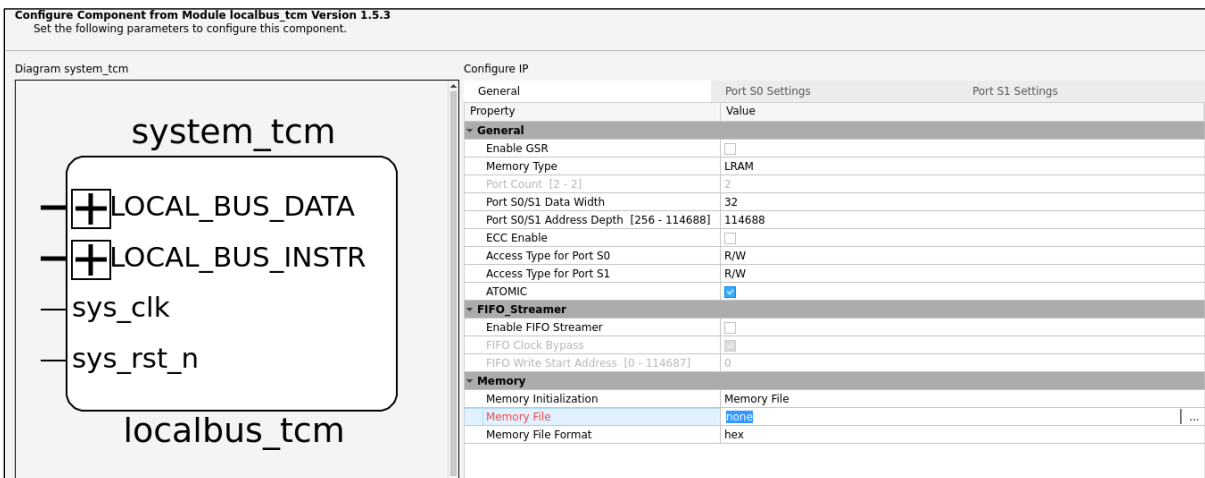 Configure Component from Module localbus_tcm Version 1.5.3
Set the following parameters to configure this component.
Diagram system_tcm
system_tcm
LOCAL_BUS_DATA
LOCAL_BUS_INSTR
sys_clk
sys_rst_n
localbus_tcm
Configure IP
General Port S0 Settings Port S1 Settings
Property Value
General
Enable GSR
Memory Type LRAM
Port Count [2 - 2] 2
Port S0/S1 Data Width 32
Port S0/S1 Address Depth [256 - 114688] 114688
ECC Enable
Access Type for Port S0 R/W
Access Type for Port S1 R/W
ATOMIC
FIFO_Streamer
Enable FIFO Streamer
FIFO Clock Bypass
FIFO Write Start Address [0 - 114687] 0
Memory
Memory Initialization Memory File
Memory File none ...
Memory File Format hex